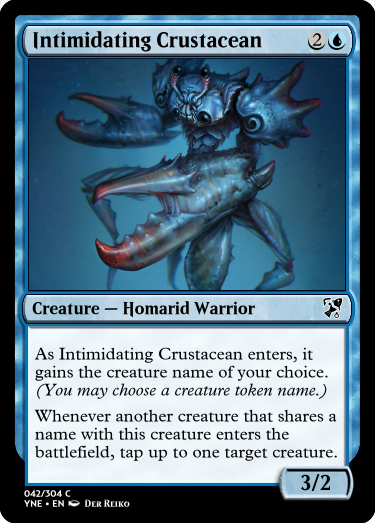 Intimidating Crustacean 2
Creature — Homarid Warrior
As Intimidating Crustacean enters, it
gains the creature name of your choice.
(You may choose a creature token name.)
Whenever another creature that shares a
name with this creature enters the
battlefield, tap up to one target creature.
3/2
042/304 C
YNE • EN Der Reiko